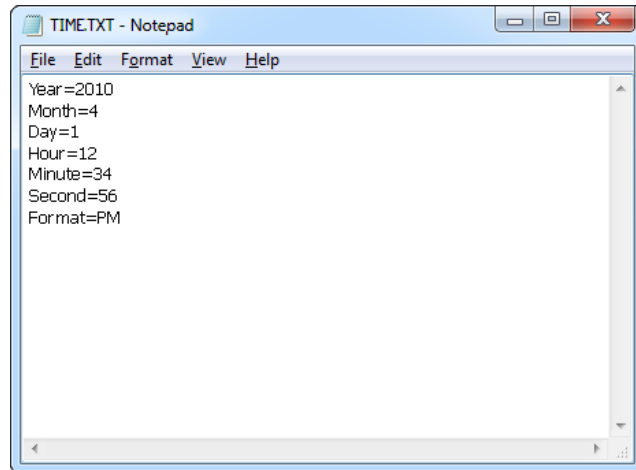 TIME.TXT - Notepad
File Edit Format View Help
Year=2010
Month=4
Day=1
Hour=12
Minute=34
Second=56
Format=PM